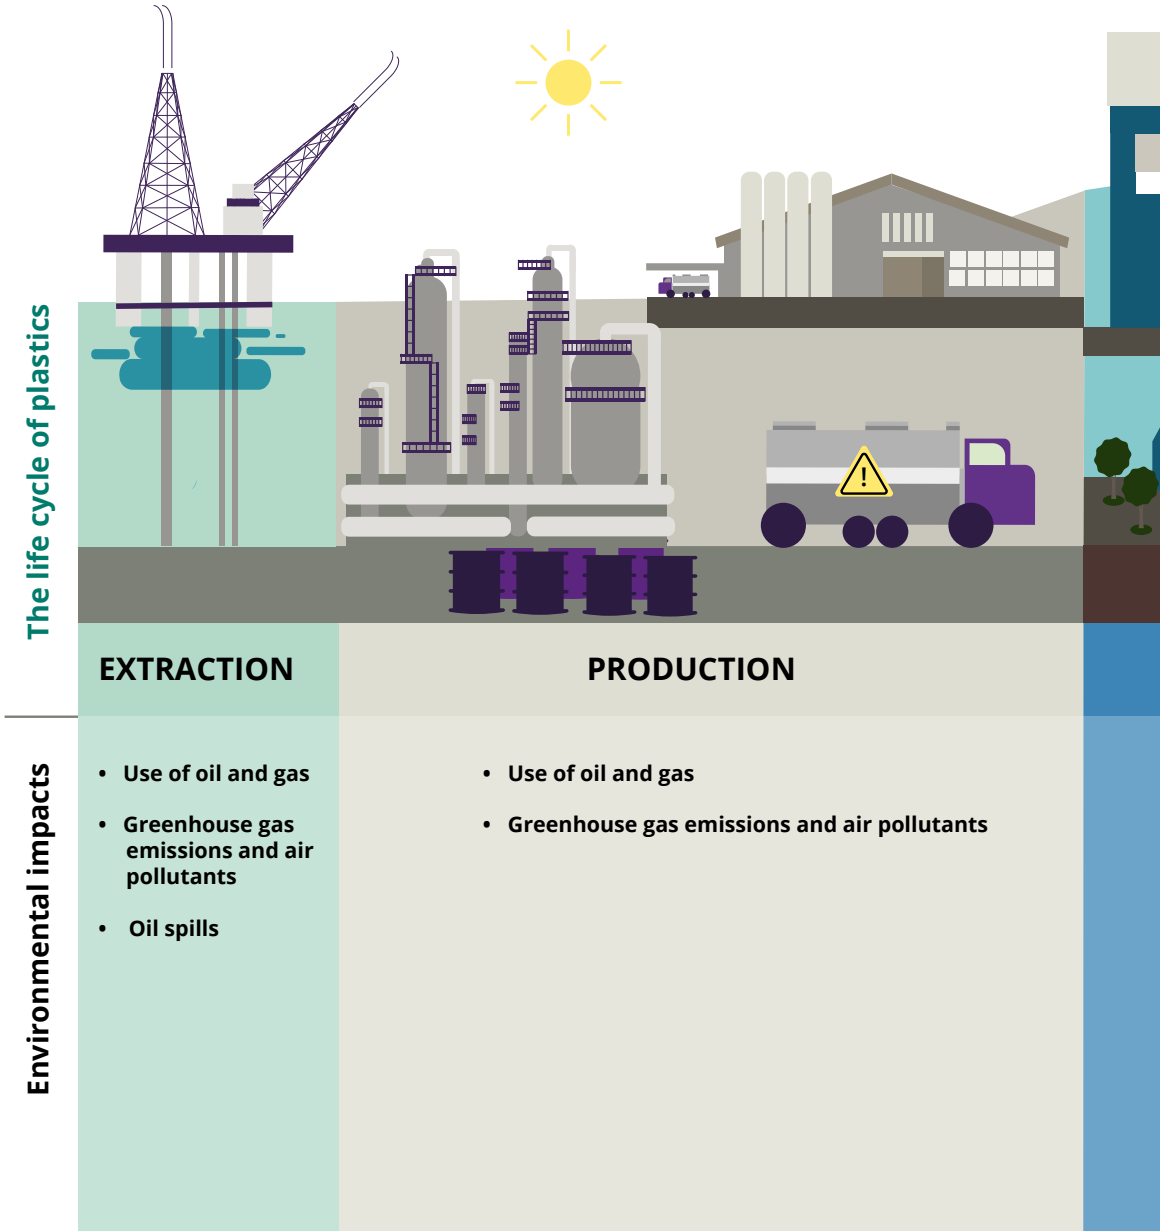 The life cycle of plastics
EXTRACTION
PRODUCTION
Environmental impacts
• Use of oil and gas
• Greenhouse gas
emissions and air
pollutants
• Oil spills
• Use of oil and gas
• Greenhouse gas emissions and air pollutants
!